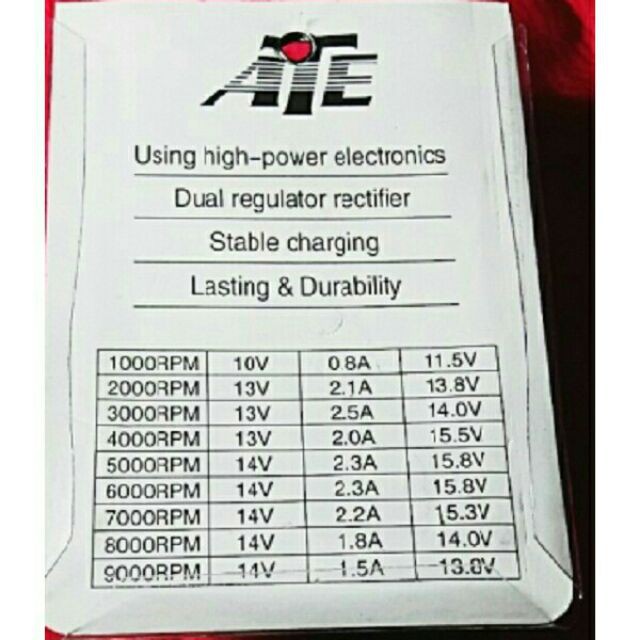 ATE
Using high-power electronics
Dual regulator rectifier
Stable charging
Lasting & Durability
1000RPM 10V 0.8A 11.5V
2000RPM 13V 2.1A 13.8V
3000RPM 13V 2.5A 14.0V
4000RPM 13V 2.0A 15.5V
5000RPM 14V 2.3A 15.8V
6000RPM 14V 2.3A 15.8V
7000RPM 14V 2.2A 15.3V
8000RPM 14V 1.8A 14.0V
9000RPM 14V 1.5A 13.8V